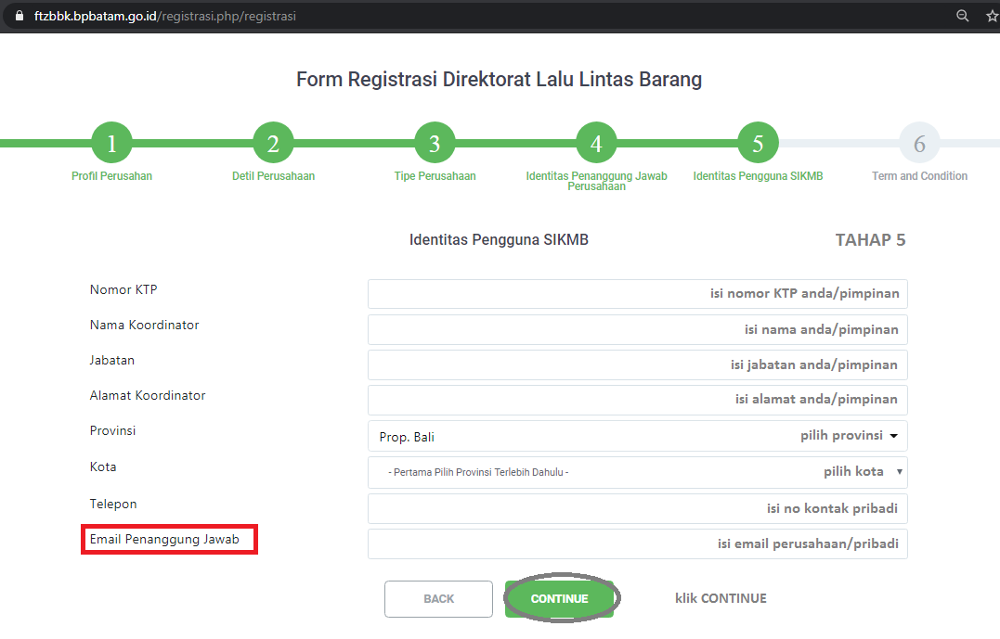 ftzbbk.bpbatam.go.id/registrasi.php/registrasi
Form Registrasi Direktorat Lalu Lintas Barang
1 2 3 4 5 6
Profil Perusahan Detil Perusahaan Tipe Perusahaan Identitas Penanggung Jawab Identitas Pengguna SIKMB Term and Condition
Perusahaan
Identitas Pengguna SIKMB TAHAP 5
Nomor KTP isi nomor KTP anda/pimpinan
Nama Koordinator isi nama anda/pimpinan
Jabatan isi jabatan anda/pimpinan
Alamat Koordinator isi alamat anda/pimpinan
Provinsi Prop. Bali pilih provinsi
Kota - Pertama Pilih Provinsi Terlebih Dahulu - pilih kota
Telepon isi no kontak pribadi
Email Penanggung Jawab isi email perusahaan/pribadi
BACK CONTINUE klik CONTINUE